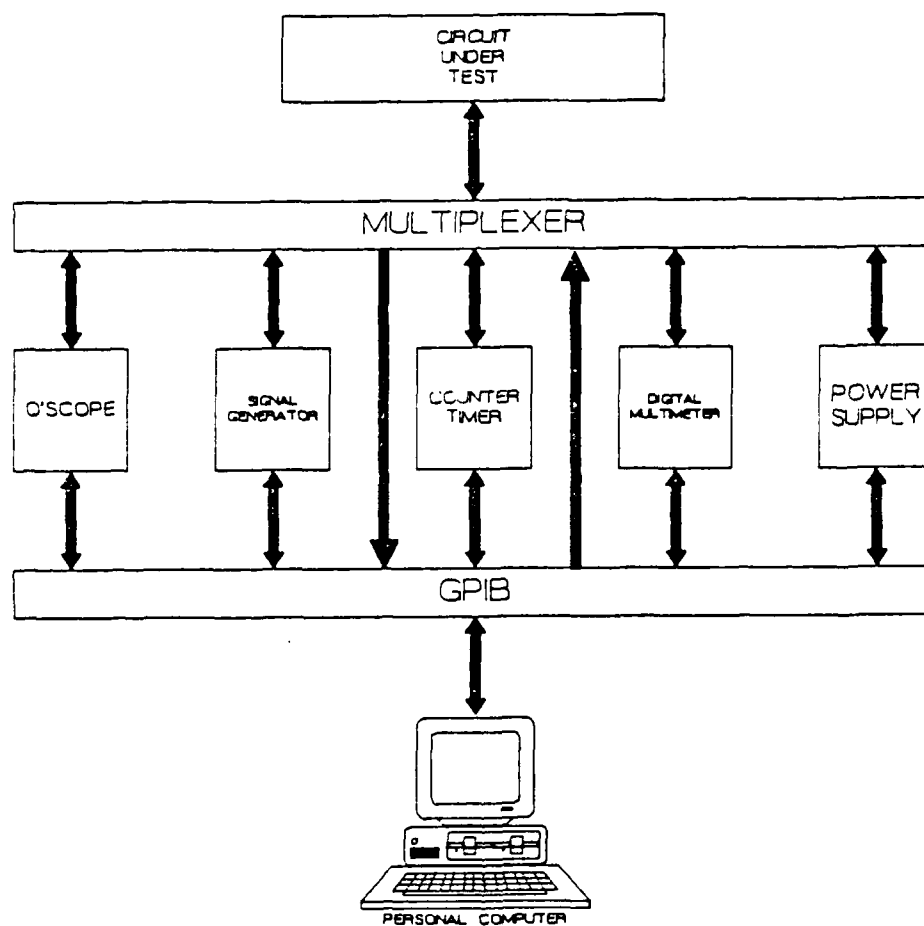 CIRCUIT
UNDER
TEST
MULTIPLEXER
O'SCOPE
SIGNAL
GENERATOR
COUNTER
TIMER
DIGITAL
MULTIMETER
POWER
SUPPLY
GPIB
PERSONAL COMPUTER